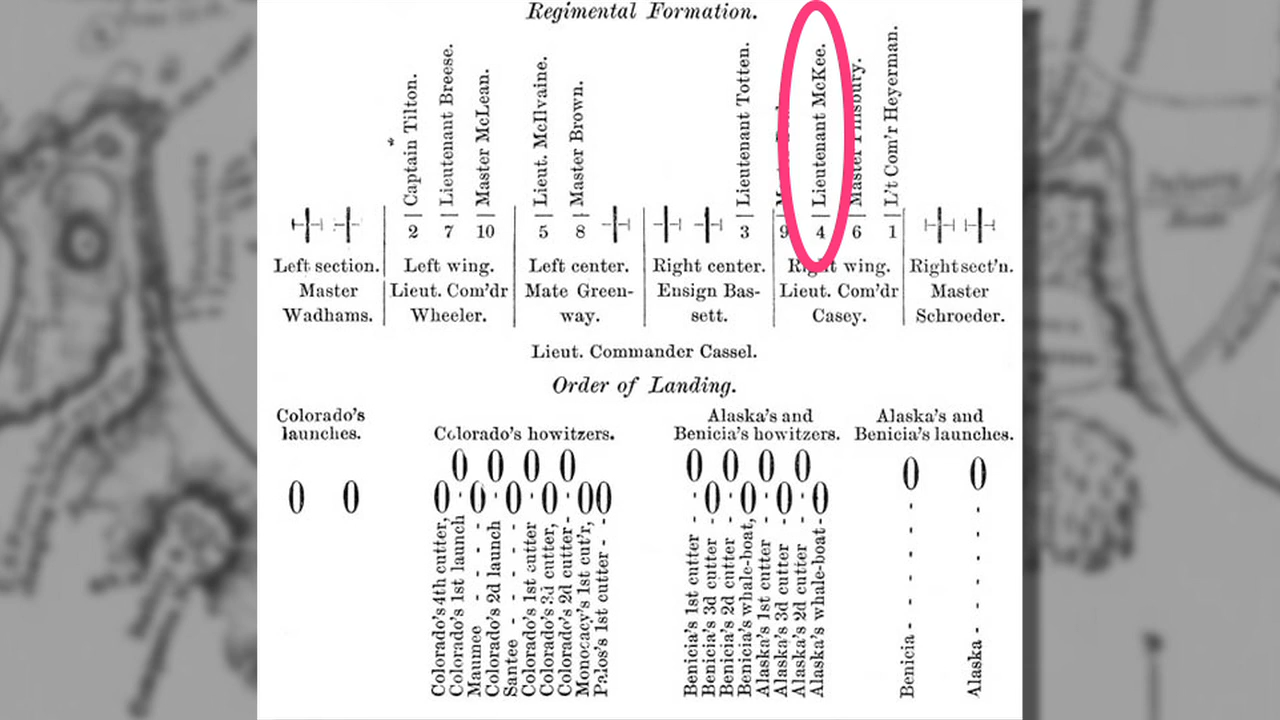 Regimental Formation.
Captain Tilton.
Lieutenant Breese.
Master McLean.
Lieut. McIlvaine.
Master Brown.
Lieutenant Totten.
Lieutenant McKee.
Master Pillsbury.
L't Com'r Heyerman.
2 7 10 5 8 3 9 4 6 1
Left section. Left wing. Left center. Right center. Right wing. Right sect'n.
Master Lieut. Com'dr Mate Green- Ensign Bas- Lieut. Com'dr Master
Wadhams. Wheeler. way. sett. Casey. Schroeder.
Lieut. Commander Cassel.
Order of Landing.
Colorado's
launches.
Colorado's howitzers.
Alaska's and
Benicia's howitzers.
Alaska's and
Benicia's launches.
Colorado's 4th cutter,
Colorado's 1st launch
Maumee
Colorado's 2d launch
Santee
Colorado's 1st cutter
Colorado's 3d cutter,
Colorado's 2d cutter
Monocacy's 1st cut'r,
Palos's 1st cutter
Benicia's 1st cutter
Benicia's 3d cutter
Benicia's 2d cutter
Benicia's whale-boat,
Alaska's 1st cutter
Alaska's 3d cutter
Alaska's 2d cutter
Alaska's whale-boat
Benicia
Alaska